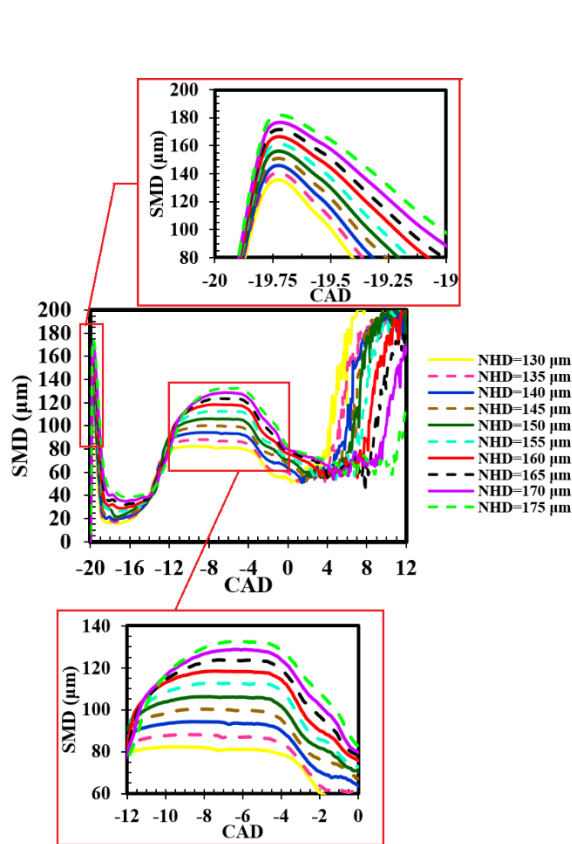 200
180
160
140
120
100
80
SMD (µm)
-20 -19.75 -19.5 -19.25 -19
CAD
200
180
160
140
120
100
80
60
40
20
0
SMD (µm)
-20 -16 -12 -8 -4 0 4 8 12
CAD
NHD=130 µm
NHD=135 µm
NHD=140 µm
NHD=145 µm
NHD=150 µm
NHD=155 µm
NHD=160 µm
NHD=165 µm
NHD=170 µm
NHD=175 µm
140
120
100
80
60
SMD (µm)
-12 -10 -8 -6 -4 -2 0
CAD